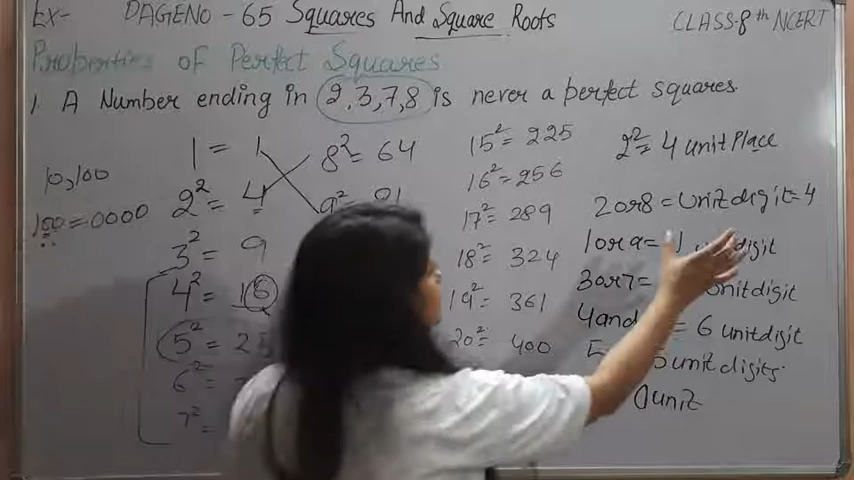 Ex- DAGENO - 65 Squares And Square Roots CLASS-8th NCERT
Properties of Perfect Squares
1. A Number ending in 2,3,7,8 is never a perfect squares.
10,100
100 = 0000
1 = 1
2² = 4
3² = 9
4² = 16
5² = 25
6² =
7² =
8² = 64
9² = 81
15² = 225
16² = 256
17² = 289
18² = 324
19² = 361
20² = 400
2² = 4 unit Place
2 or 8 = Unit digit = 4
1 or 9 = 1 digit
3 or 7 = unit digit
4 and = 6 unit digit
5 5 unit digits.
0 unit